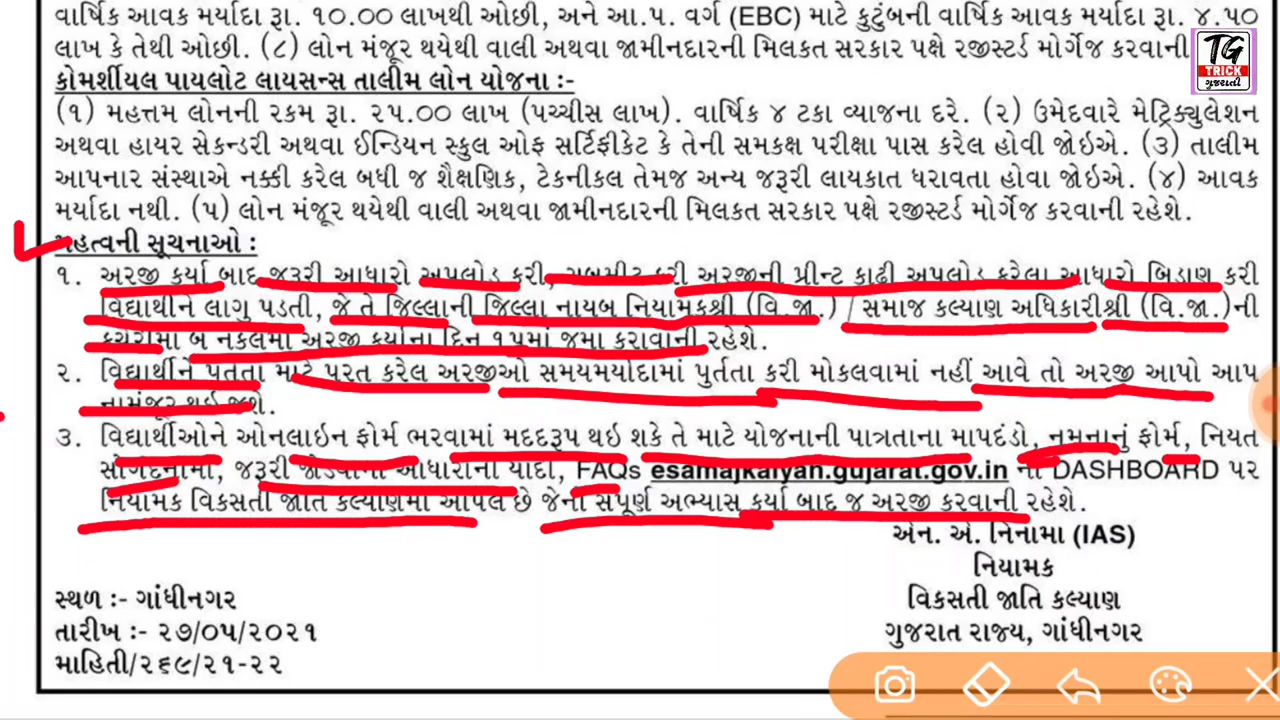 વાર્ષિક આવક મર્યાદા રૂા. ૧૦.૦૦ લાખથી ઓછી, અને આ.પ. વર્ગ (EBC) માટે કુટુંબની વાર્ષિક આવક મર્યાદા રૂા. ૪.૫૦
લાખ કે તેથી ઓછી. (૮) લોન મંજૂર થયેથી વાલી અથવા જામીનદારની મિલકત સરકાર પક્ષે રજીસ્ટર્ડ મોર્ગેજ કરવાની
TG
TRICK
ગુજરાતી
કોમર્શીયલ પાયલોટ લાયસન્સ તાલીમ લોન યોજના :-
(૧) મહત્તમ લોનની રકમ રૂા. ૨૫.૦૦ લાખ (પચ્ચીસ લાખ). વાર્ષિક ૪ ટકા વ્યાજના દરે. (૨) ઉમેદવારે મેટ્રિક્યુલેશન
અથવા હાયર સેકન્ડરી અથવા ઈન્ડિયન સ્કુલ ઓફ સર્ટિફીકેટ કે તેની સમકક્ષ પરીક્ષા પાસ કરેલ હોવી જોઇએ. (૩) તાલીમ
આપનાર સંસ્થાએ નક્કી કરેલ બધી જ શૈક્ષણિક, ટેકનીકલ તેમજ અન્ય જરૂરી લાયકાત ધરાવતા હોવા જોઇએ. (૪) આવક
મર્યાદા નથી. (૫) લોન મંજૂર થયેથી વાલી અથવા જામીનદારની મિલકત સરકાર પક્ષે રજીસ્ટર્ડ મોર્ગેજ કરવાની રહેશે.
મહત્વની સૂચનાઓ :
૧. અરજી કર્યા બાદ જરૂરી આધારો અપલોડ કરી, સબમીટ કરી અરજીની પ્રીન્ટ કાઢી અપલોડ કરેલા આધારો બિડાણ કરી
વિદ્યાર્થીને લાગુ પડતી, જે તે જિલ્લાની જિલ્લા નાયબ નિયામકશ્રી (વિ.જા.) / સમાજ કલ્યાણ અધિકારીશ્રી (વિ.જા.)ની
કચેરીમાં બે નકલમાં અરજી કર્યાના દિન ૧૫માં જમા કરાવાની રહેશે.
૨. વિદ્યાર્થીને પુર્તતા માટે પરત કરેલ અરજીઓ સમયમર્યાદામાં પુર્તતા કરી મોકલવામાં નહીં આવે તો અરજી આપો આપ
નામંજૂર થઇ જશે.
૩. વિદ્યાર્થીઓને ઓનલાઇન ફોર્મ ભરવામાં મદદરૂપ થઇ શકે તે માટે યોજનાની પાત્રતાના માપદંડો, નમૂનાનું ફોર્મ, નિયત
સોગંદનામા, જરૂરી જોડવાના આધારોની યાદી, FAQs esamajkalyan.gujarat.gov.in ના DASHBOARD પર
નિયામક વિકસતી જાતિ કલ્યાણમાં આપેલ છે જેનો સંપૂર્ણ અભ્યાસ કર્યા બાદ જ અરજી કરવાની રહેશે.
એન. એ. નિનામા (IAS)
નિયામક
સ્થળ :- ગાંધીનગર
વિકસતી જાતિ કલ્યાણ
તારીખ :- ૨૭/૦૫/૨૦૨૧
ગુજરાત રાજ્ય, ગાંધીનગર
માહિતી/૨૬૯/૨૧-૨૨